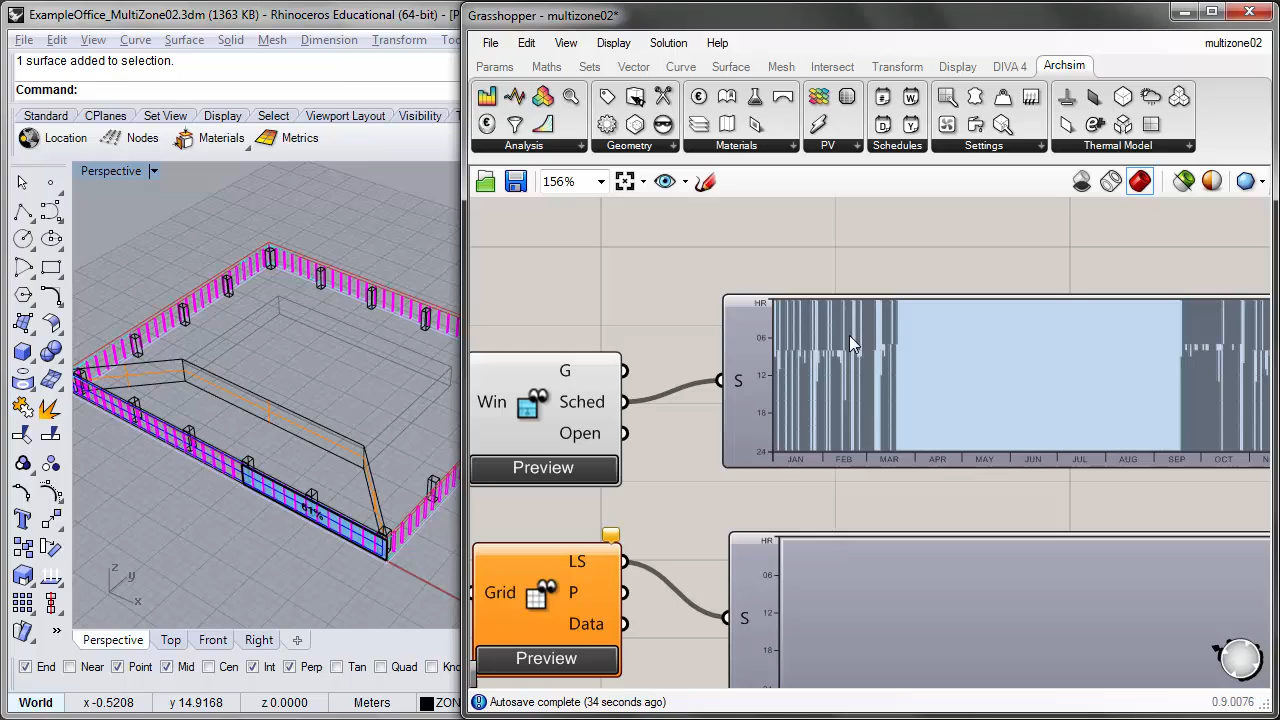 ExampleOffice_MultiZone02.3dm (1363 KB) - Rhinoceros Educational (64-bit) - [P
File Edit View Curve Surface Solid Mesh Dimension Transform
1 surface added to selection.
Command:
Standard CPlanes Set View Display Select Viewport Layout Visibility
Location Nodes Materials Metrics
Perspective
61%
z
y
x
Perspective Top Front Right
End Near Point Mid Cen Int Perp Tan Quad
World x -0.5208 y 14.9168 z 0.0000 Meters
Grasshopper - multizone02*
File Edit View Display Solution Help multizone02
Params Maths Sets Vector Curve Surface Mesh Intersect Transform Display DIVA 4 Archsim
Analysis Geometry Materials PV Schedules Settings Thermal Model
156%
Win
G
Sched
Open
Preview
S
HR
06
12
18
24
JAN FEB MAR APR MAY JUN JUL AUG SEP OCT
Grid
LS
P
Data
Preview
S
HR
06
12
18
Autosave complete (34 seconds ago) 0.9.0076